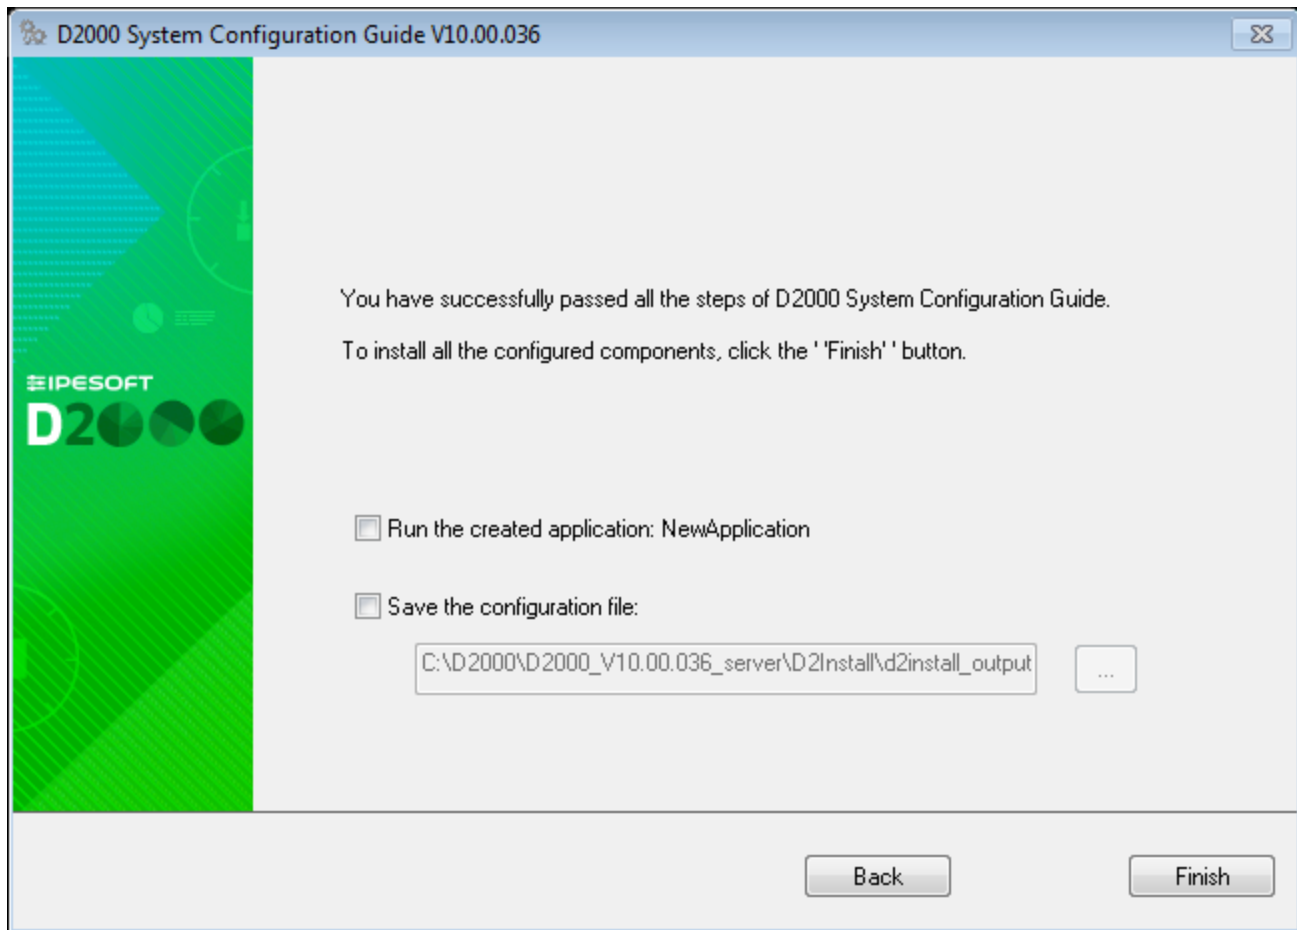 D2000 System Configuration Guide V10.00.036
You have successfully passed all the steps of D2000 System Configuration Guide.
To install all the configured components, click the ' 'Finish' ' button.
IPESOFT
D2000
Run the created application: NewApplication
Save the configuration file:
C:\D2000\D2000_V10.00.036_server\D2Install\d2install_output
...
Back
Finish